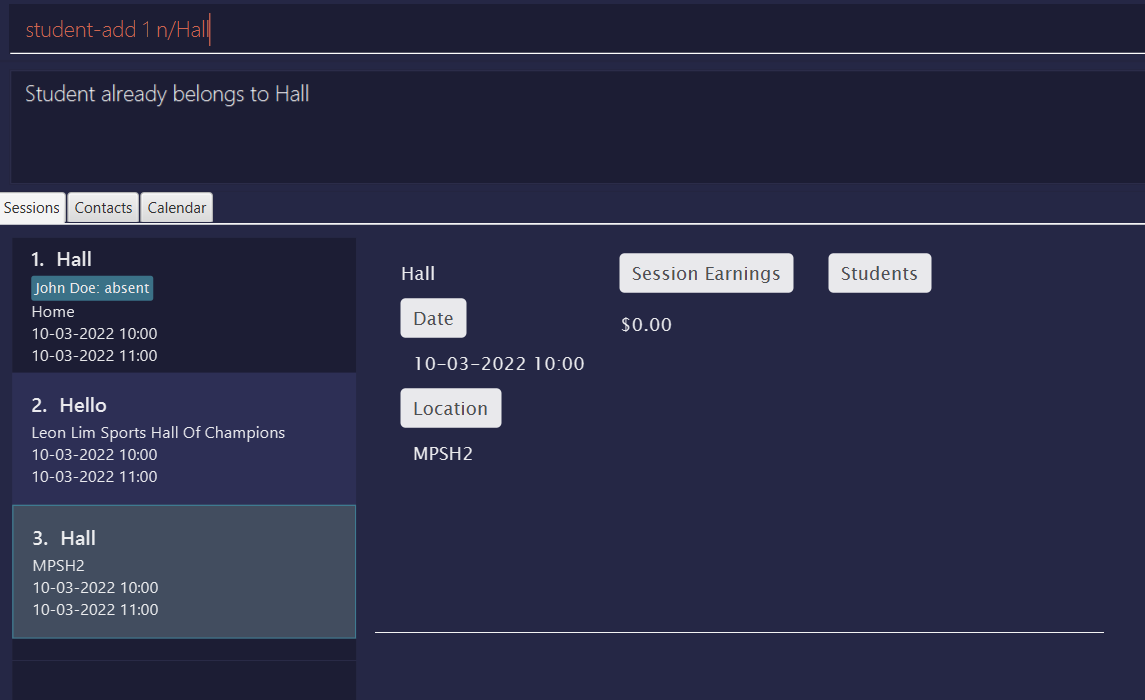 student-add 1 n/Hall
Student already belongs to Hall
Sessions Contacts Calendar
1. Hall
John Doe: absent
Home
10-03-2022 10:00
10-03-2022 11:00
2. Hello
Leon Lim Sports Hall Of Champions
10-03-2022 10:00
10-03-2022 11:00
3. Hall
MPSH2
10-03-2022 10:00
10-03-2022 11:00
Hall
Date
10-03-2022 10:00
Location
MPSH2
Session Earnings
$0.00
Students